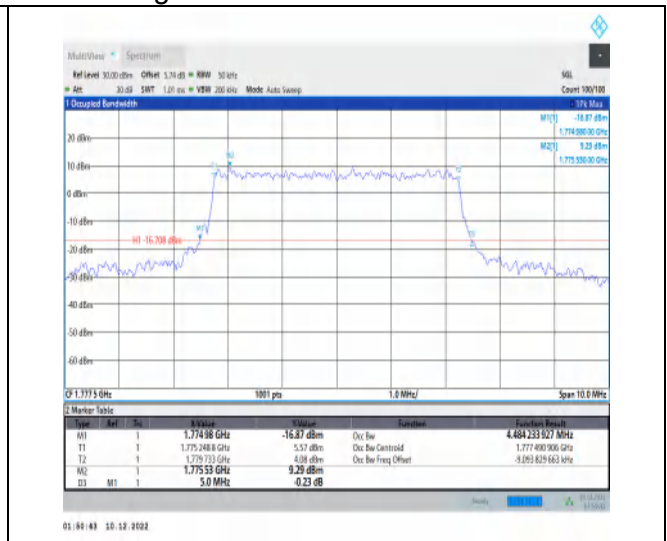 MultiView Spectrum
Ref Level 30.00 dBm Offset 5.74 dB RBW 50 kHz SGL
Att 30 dB SWT 1.01 ms VBW 200 kHz Mode Auto Sweep Count 100/100
1 Occupied Bandwidth 1Pk Max
M1[1] -16.87 dBm
1.774 980 00 GHz
M2[1] 9.29 dBm
1.775 530 00 GHz
20 dBm
10 dBm
0 dBm
-10 dBm
H1 -16.708 dBm
-20 dBm
-30 dBm
-40 dBm
-50 dBm
-60 dBm
CF 1.777 5 GHz 1001 pts 1.0 MHz/ Span 10.0 MHz
2 Marker Table
Type Ref Trc X-Value Y-Value Function Function Result
M1 1 1.774 98 GHz -16.87 dBm Occ Bw 4.484 233 927 MHz
T1 1 1.775 248 8 GHz 5.57 dBm Occ Bw Centroid 1.777 490 906 GHz
T2 1 1.779 733 GHz 4.08 dBm Occ Bw Freq Offset -9.093 829 663 kHz
M2 1 1.775 53 GHz 9.29 dBm
D3 M1 1 5.0 MHz -0.23 dB
Ready
01:50:43 10.12.2022